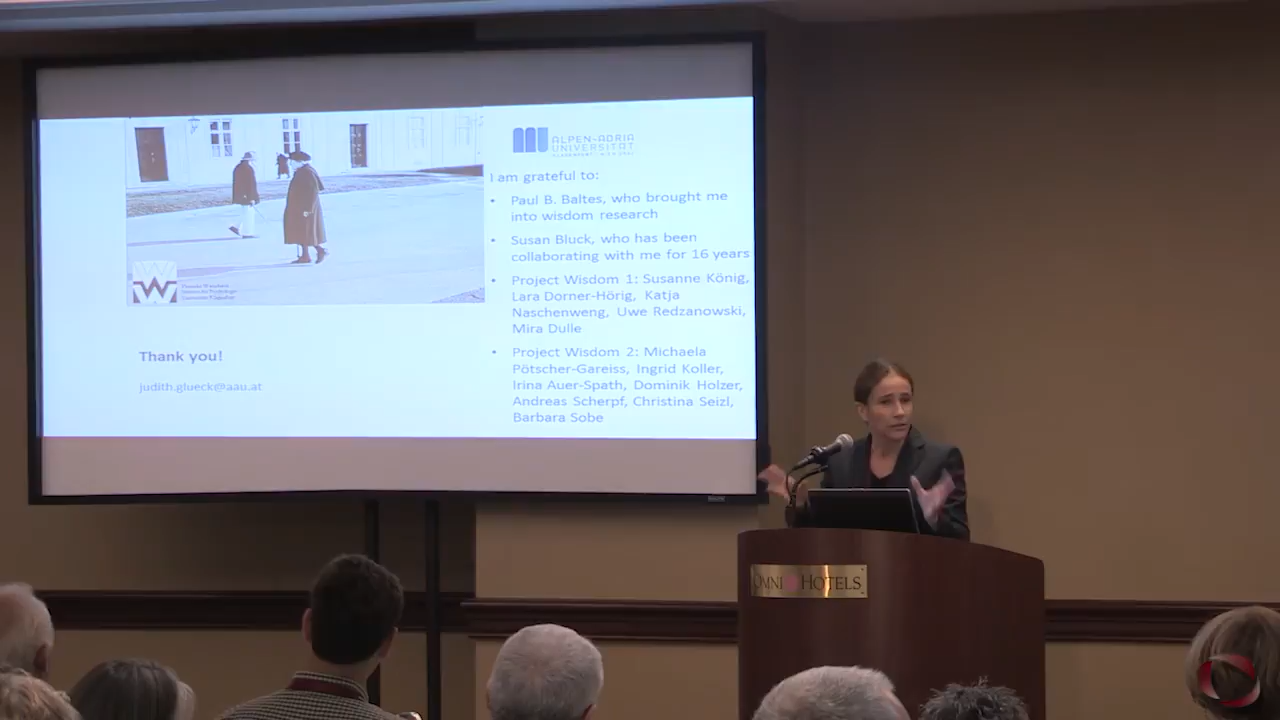 ALPEN-ADRIA
UNIVERSITÄT
I am grateful to:
• Paul B. Baltes, who brought me
into wisdom research
• Susan Bluck, who has been
collaborating with me for 16 years
• Project Wisdom 1: Susanne König,
Lara Dorner-Hörig, Katja
Naschenweng, Uwe Redzanowski,
Mira Dulle
• Project Wisdom 2: Michaela
Pötscher-Gareiss, Ingrid Koller,
Irina Auer-Spath, Dominik Holzer,
Andreas Scherpf, Christina Seizl,
Barbara Sobe
Thank you!
judith.glueck@aau.at
OMNI HOTELS